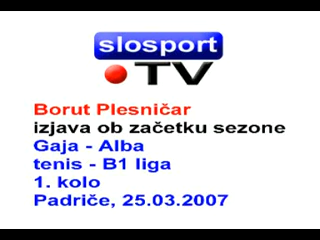 slosport
TV
Borut Plesničar
izjava ob začetku sezone
Gaja - Alba
tenis - B1 liga
1. kolo
Padriče, 25.03.2007